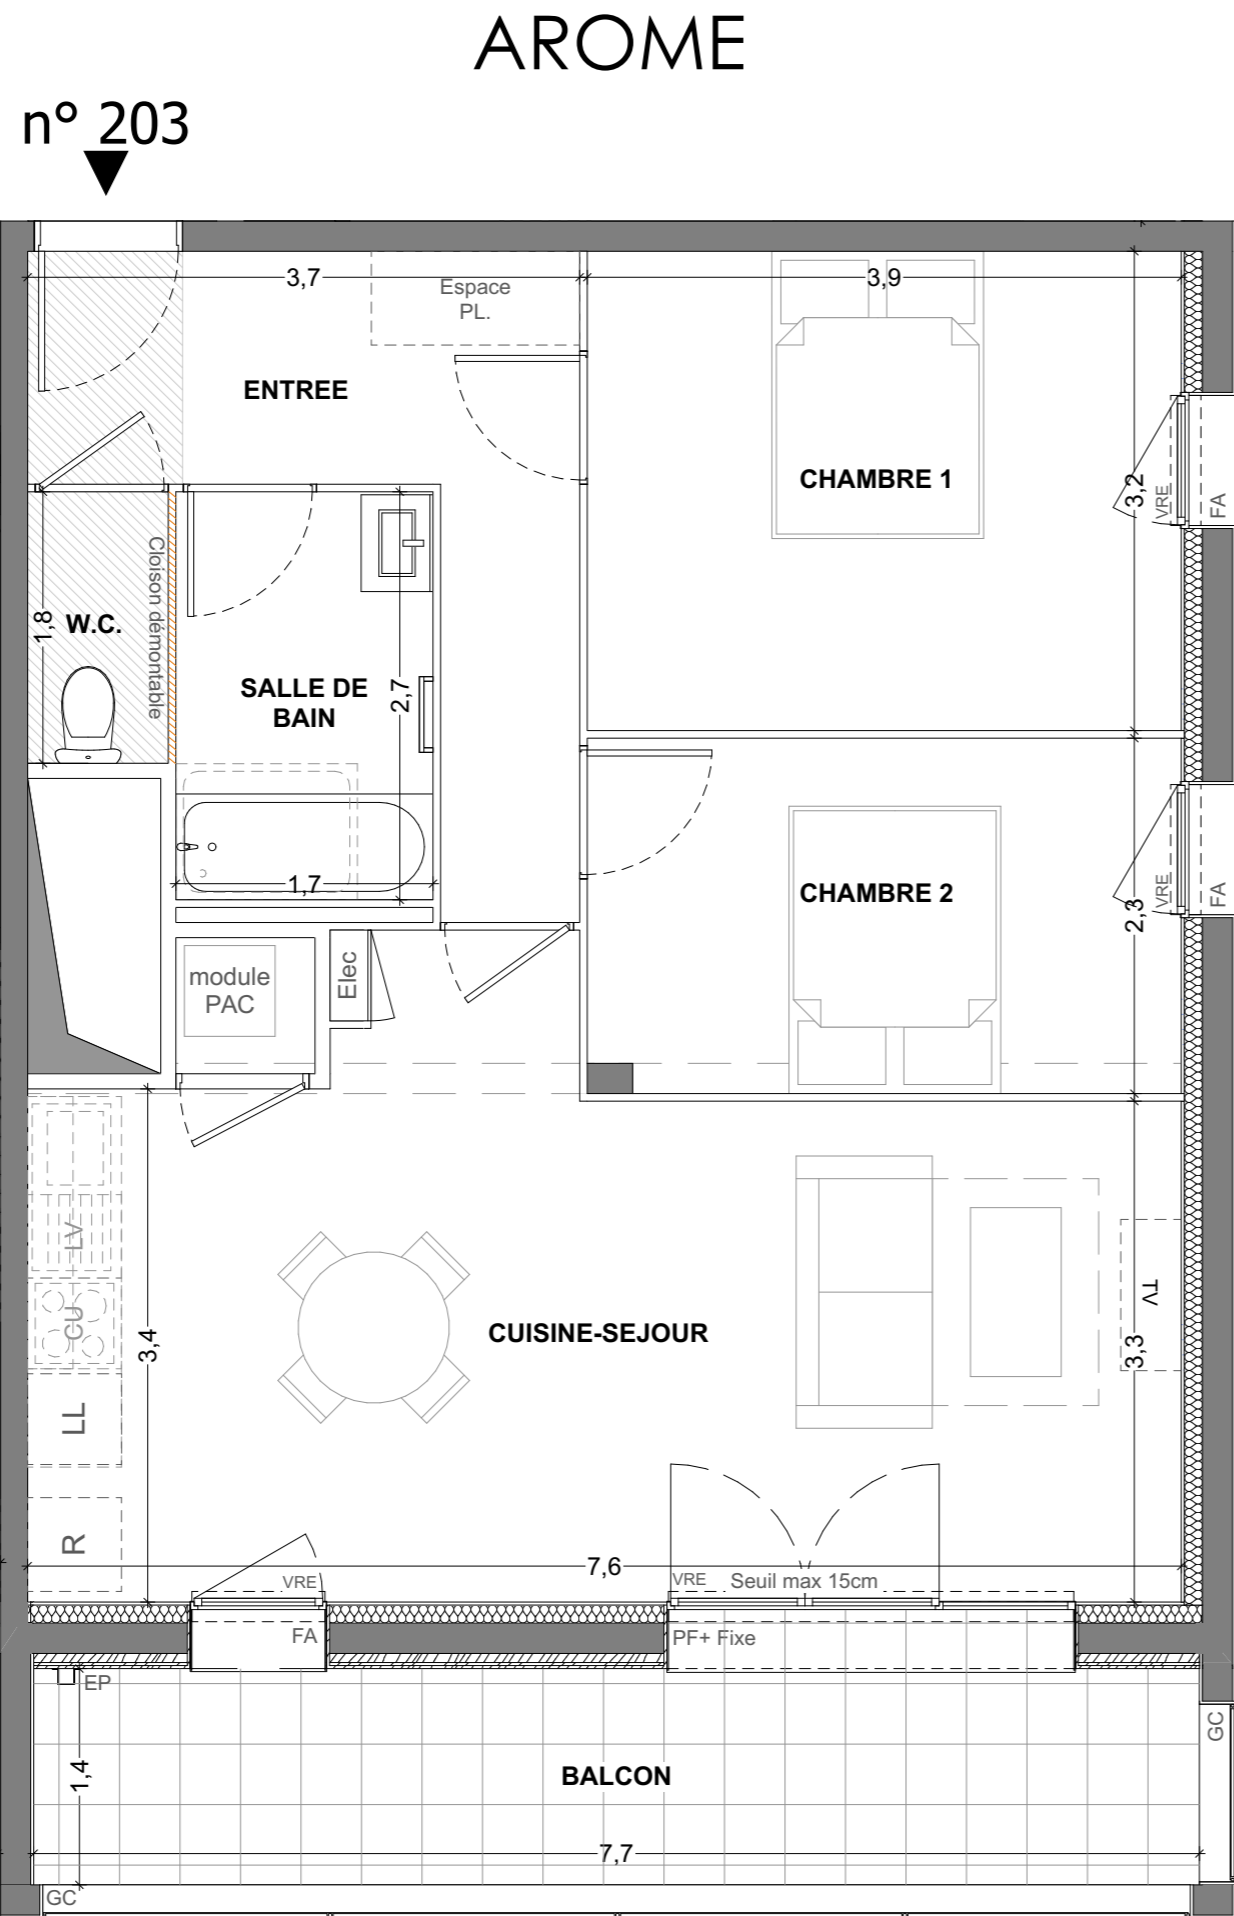 AROME
n° 203
3,7
Espace
PL.
3,9
ENTREE
CHAMBRE 1
3,2
VRE
FA
Cloison démontable
1,8
W.C.
SALLE DE
BAIN
2,7
1,7
CHAMBRE 2
2,3
VRE
FA
module
PAC
Elec
LV
CU
LL
R
3,4
CUISINE-SEJOUR
TV
3,3
7,6
VRE
VRE
Seuil max 15cm
FA
PF+ Fixe
EP
GC
1,4
BALCON
7,7
GC